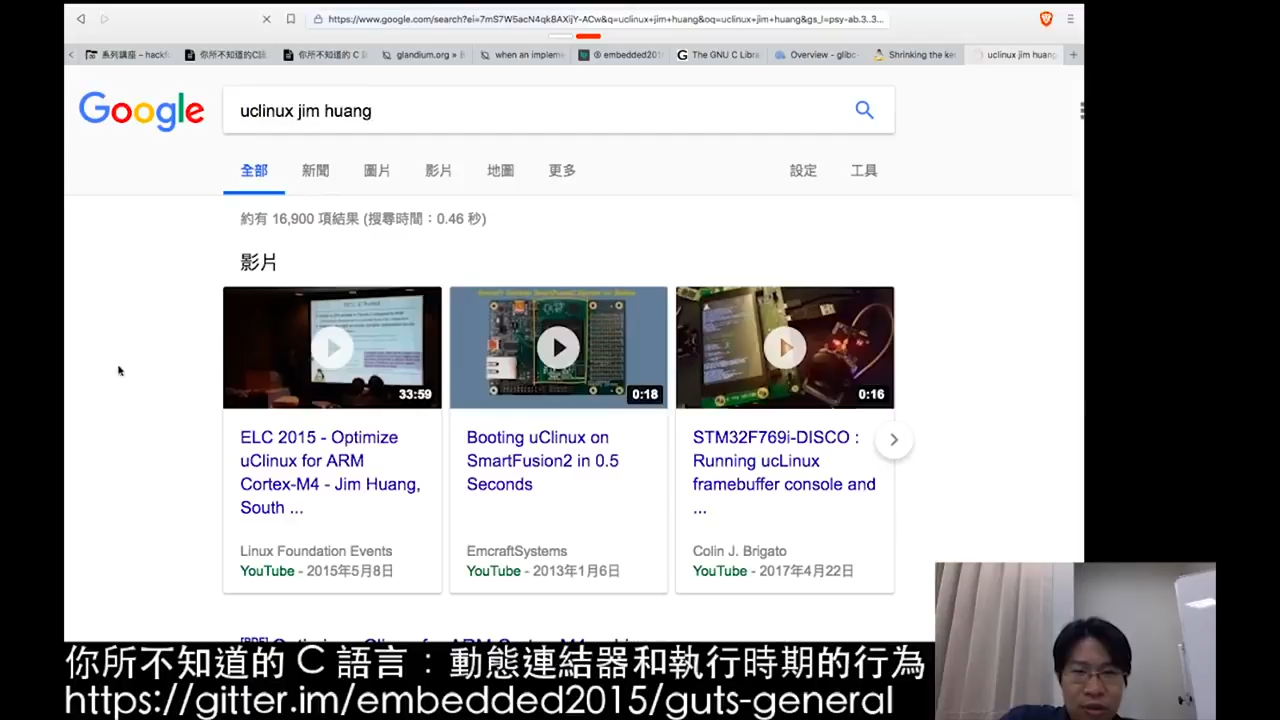 https://www.google.com/search?ei=7mS7W5acN4qk8AXijY-ACw&q=uclinux+jim+huang&oq=uclinux+jim+huang&gs_l=psy-ab.3..3...
系列講座 – hackf
你所不知道的C語
你所不知道的 C 語
glandium.org » B
when an impleme
embedded201
The GNU C Libra
Overview - glibc
Shrinking the ker
uclinux jim huang
Google
uclinux jim huang
全部 新聞 圖片 影片 地圖 更多 設定 工具
約有 16,900 項結果 (搜尋時間：0.46 秒)
影片
33:59
0:18
0:16
ELC 2015 - Optimize
uClinux for ARM
Cortex-M4 - Jim Huang,
South ...
Linux Foundation Events
YouTube - 2015年5月8日
Booting uClinux on
SmartFusion2 in 0.5
Seconds
EmcraftSystems
YouTube - 2013年1月6日
STM32F769i-DISCO :
Running ucLinux
framebuffer console and
...
Colin J. Brigato
YouTube - 2017年4月22日
你所不知道的 C 語言：動態連結器和執行時期的行為
https://gitter.im/embedded2015/guts-general